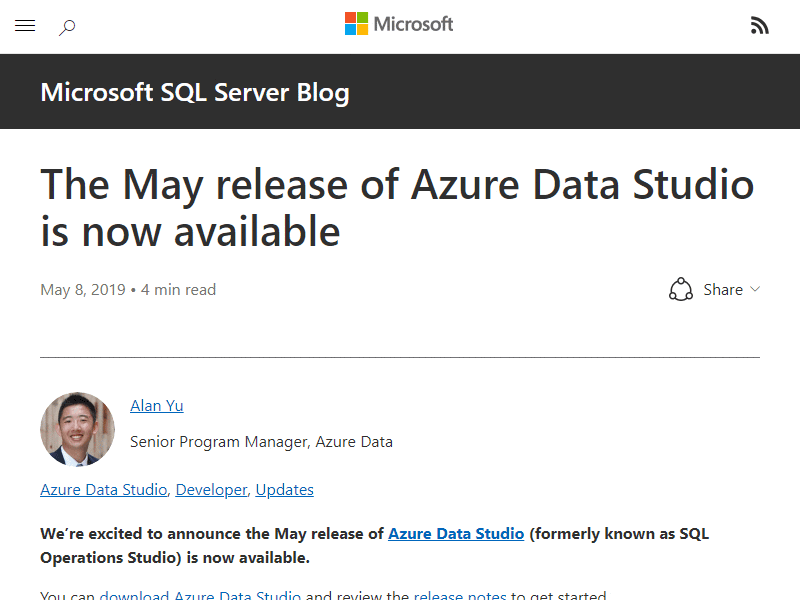 Microsoft
Microsoft SQL Server Blog
The May release of Azure Data Studio
is now available
May 8, 2019 • 4 min read
Share
Alan Yu
Senior Program Manager, Azure Data
Azure Data Studio, Developer, Updates
We’re excited to announce the May release of Azure Data Studio (formerly known as SQL
Operations Studio) is now available.
You can download Azure Data Studio and review the release notes to get started.